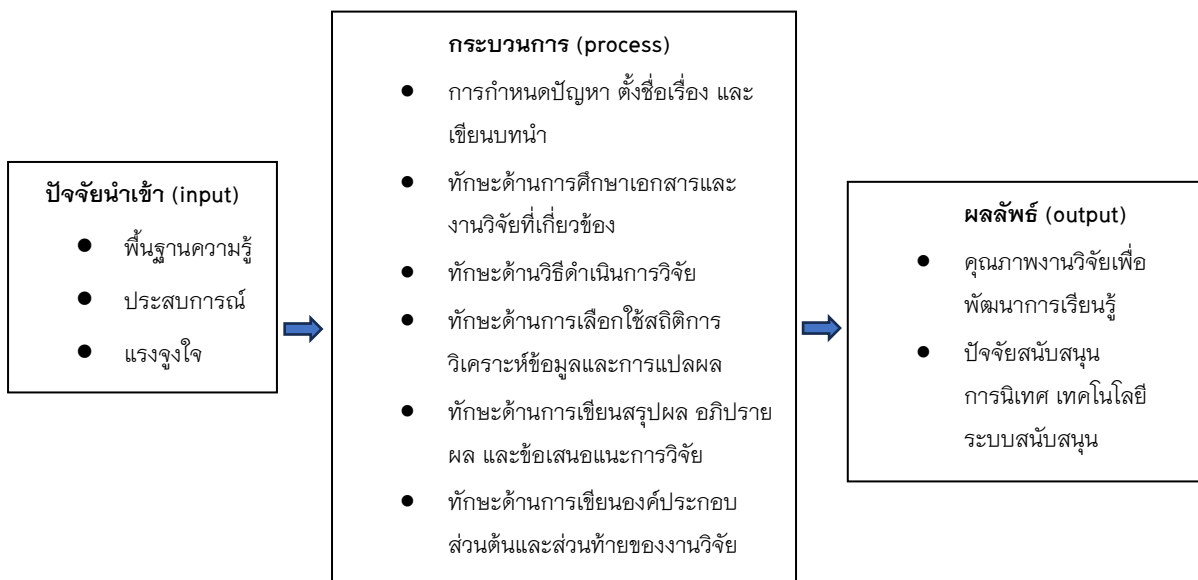 ปัจจัยนำเข้า (input)
● พื้นฐานความรู้
● ประสบการณ์
● แรงจูงใจ
กระบวนการ (process)
● การกำหนดปัญหา ตั้งชื่อเรื่อง และ
เขียนบทนำ
● ทักษะด้านการศึกษาเอกสารและ
งานวิจัยที่เกี่ยวข้อง
● ทักษะด้านวิธีดำเนินการวิจัย
● ทักษะด้านการเลือกใช้สถิติการ
วิเคราะห์ข้อมูลและการแปลผล
● ทักษะด้านการเขียนสรุปผล อภิปราย
ผล และข้อเสนอแนะการวิจัย
● ทักษะด้านการเขียนองค์ประกอบ
ส่วนต้นและส่วนท้ายของงานวิจัย
ผลลัพธ์ (output)
● คุณภาพงานวิจัยเพื่อ
พัฒนาการเรียนรู้
● ปัจจัยสนับสนุน
การนิเทศ เทคโนโลยี
ระบบสนับสนุน